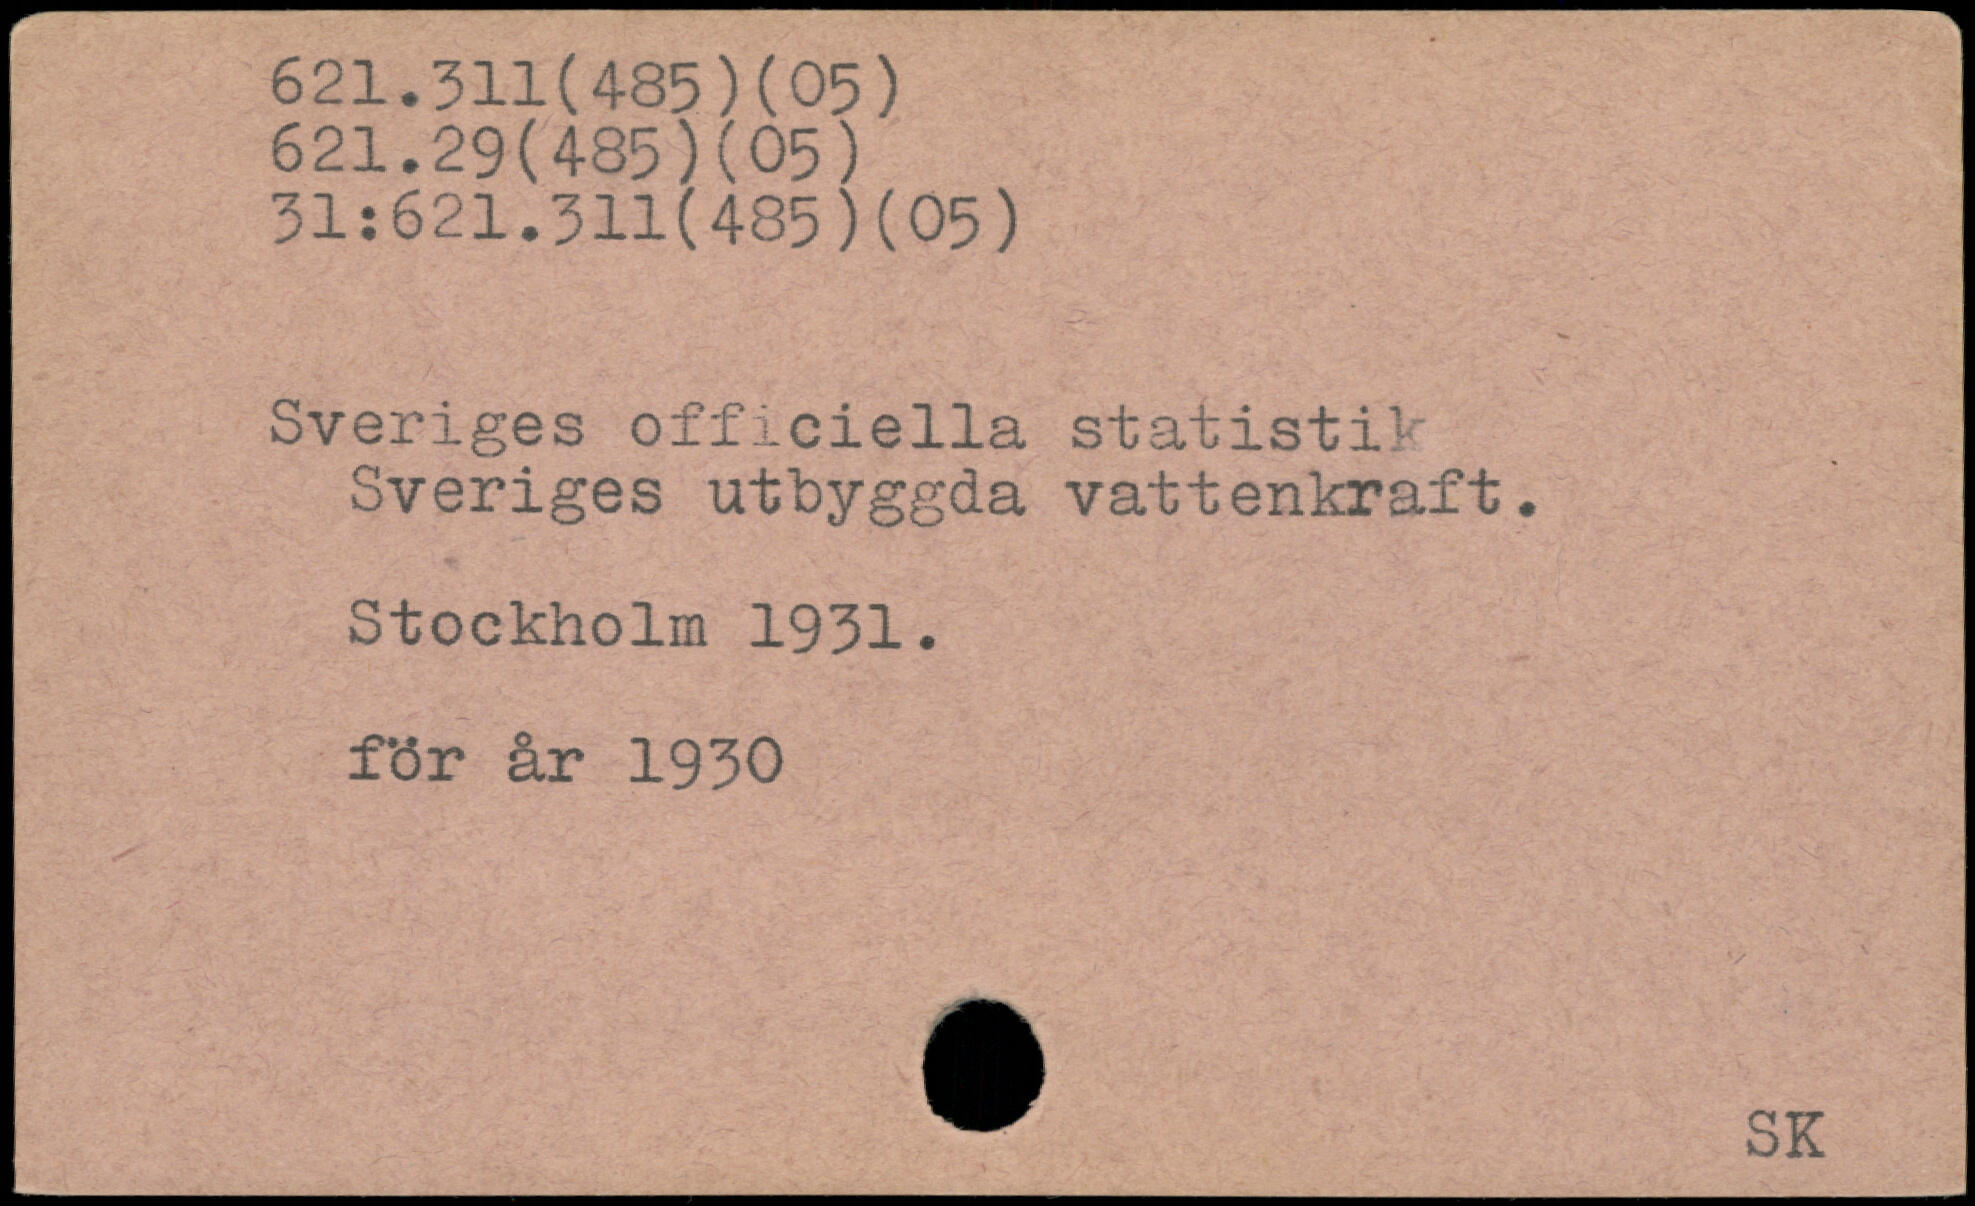 621.311(485)(05)
621.29(485)(05)
31:621.311(485)(05)
Sveriges officiella statistik
Sveriges utbyggda vattenkraft.
Stockholm 1931.
för år 1930
SK